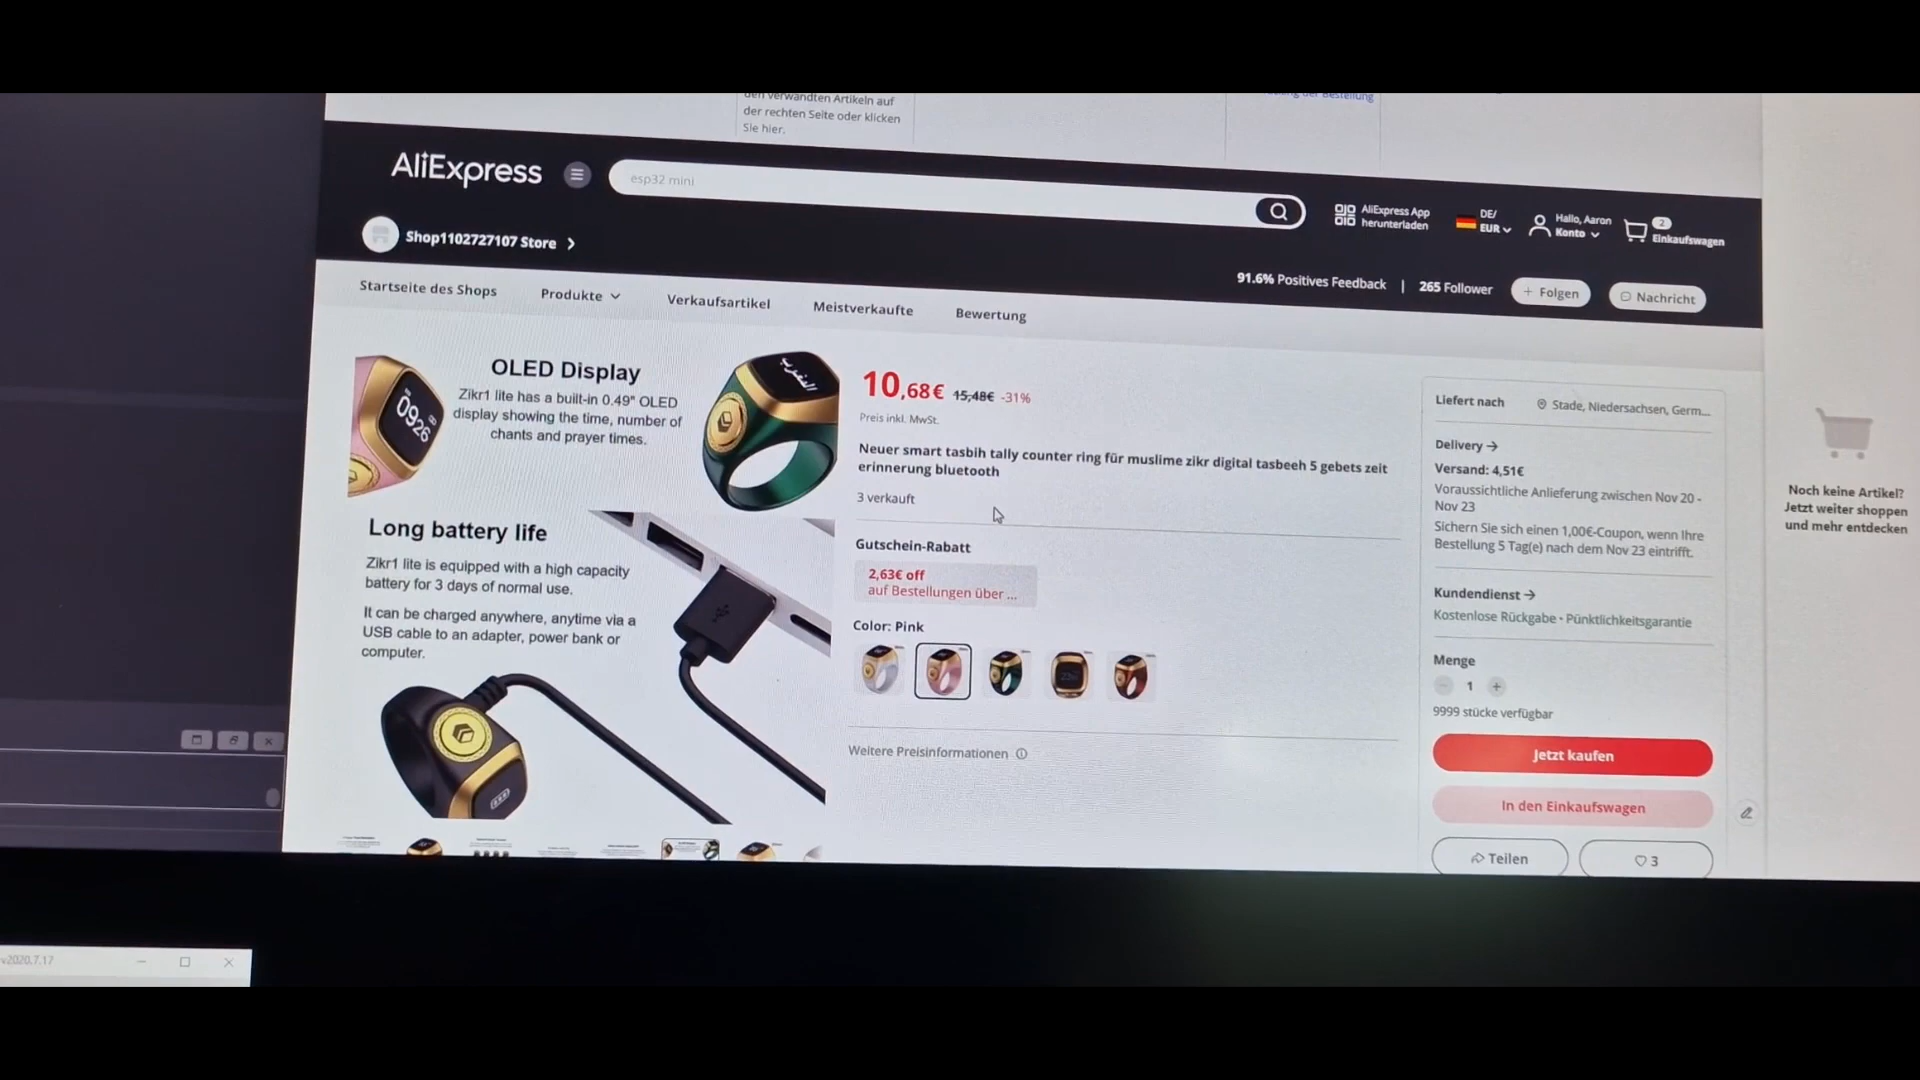 den verwandten Artikeln auf
der rechten Seite oder klicken
Sie hier.
AliExpress
esp32 mini
AliExpress App
herunterladen
DE/
EUR
Hallo, Aaron
Konto
2
Einkaufswagen
Shop1102727107 Store
91.6% Positives Feedback | 265 Follower
+ Folgen
Nachricht
Startseite des Shops
Produkte
Verkaufsartikel
Meistverkaufte
Bewertung
OLED Display
Zikr1 lite has a built-in 0.49" OLED
display showing the time, number of
chants and prayer times.
0926
المغرب
Long battery life
Zikr1 lite is equipped with a high capacity
battery for 3 days of normal use.
It can be charged anywhere, anytime via a
USB cable to an adapter, power bank or
computer.
10,68€ 15,48€ -31%
Preis inkl. MwSt.
Neuer smart tasbih tally counter ring für muslime zikr digital tasbeeh 5 gebets zeit
erinnerung bluetooth
3 verkauft
Gutschein-Rabatt
2,63€ off
auf Bestellungen über ...
Color: Pink
Weitere Preisinformationen
Liefert nach
Stade, Niedersachsen, Germ...
Delivery
Versand: 4,51€
Voraussichtliche Anlieferung zwischen Nov 20 -
Nov 23
Sichern Sie sich einen 1,00€-Coupon, wenn Ihre
Bestellung 5 Tag(e) nach dem Nov 23 eintrifft.
Kundendienst
Kostenlose Rückgabe • Pünktlichkeitsgarantie
Menge
- 1 +
9999 stücke verfügbar
Jetzt kaufen
In den Einkaufswagen
Teilen
3
Noch keine Artikel?
Jetzt weiter shoppen
und mehr entdecken
v2020.7.17